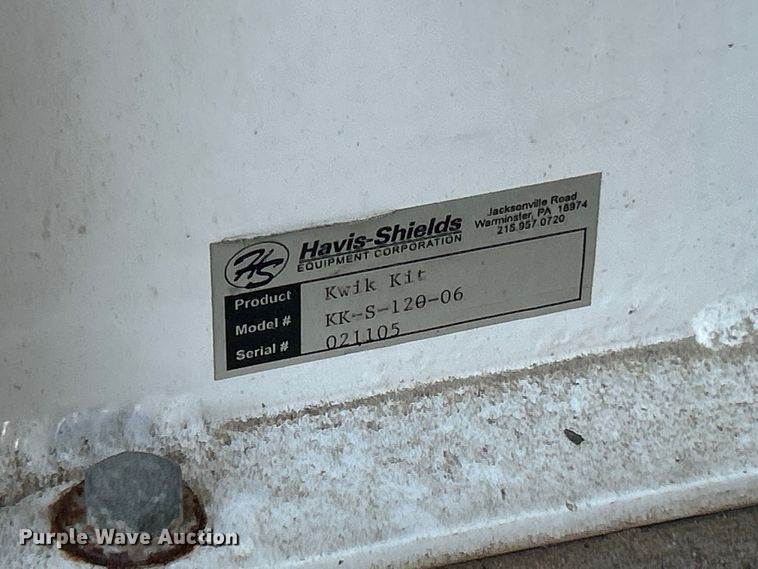 HS
Havis-Shields
EQUIPMENT CORPORATION
Jacksonville Road
Warminster, PA 18974
215.957.0720
Product Kwik Kit
Model # KK-S-120-06
Serial # 021105
Purple Wave Auction